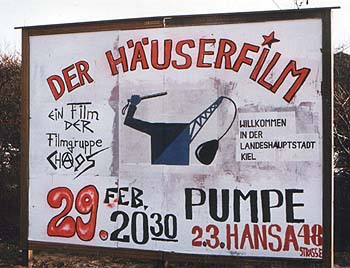 DER HÄUSERFILM
EIN FILM
DER
Filmgruppe
CHAOS
WILLKOMMEN
IN DER
LANDESHAUPTSTADT
KIEL
29. FEB. 20 30 PUMPE
2.3. HANSA 48
STRASSE